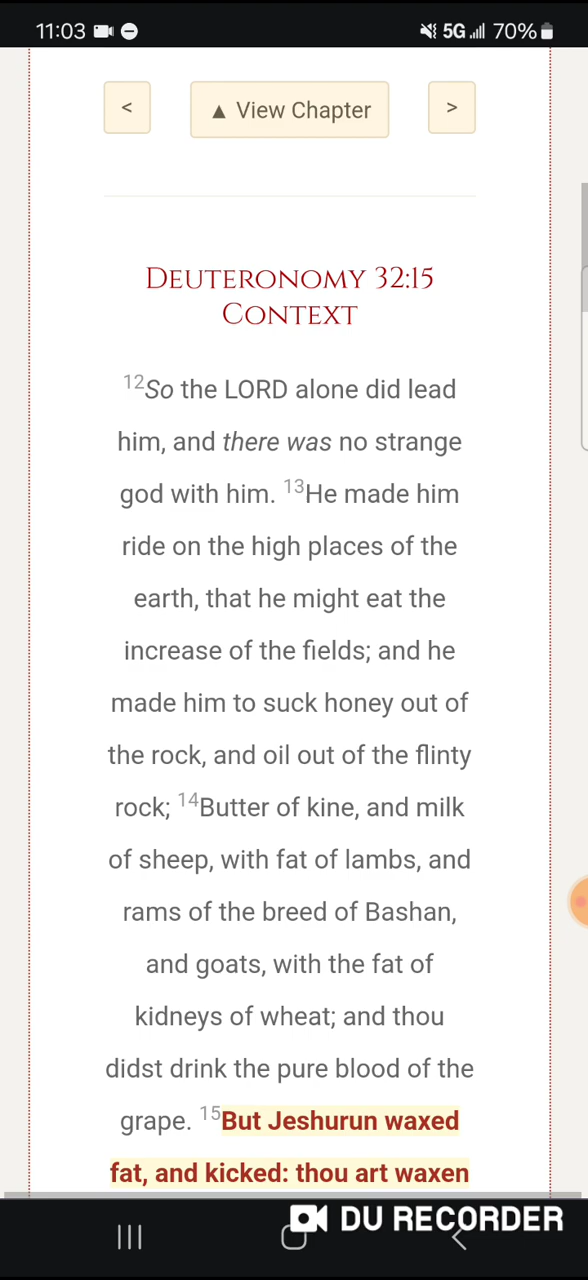 11:03 5G 70%
< ▲ View Chapter >
Deuteronomy 32:15
Context
12So the LORD alone did lead
him, and there was no strange
god with him. 13He made him
ride on the high places of the
earth, that he might eat the
increase of the fields; and he
made him to suck honey out of
the rock, and oil out of the flinty
rock; 14Butter of kine, and milk
of sheep, with fat of lambs, and
rams of the breed of Bashan,
and goats, with the fat of
kidneys of wheat; and thou
didst drink the pure blood of the
grape. 15But Jeshurun waxed
fat, and kicked: thou art waxen
DU RECORDER